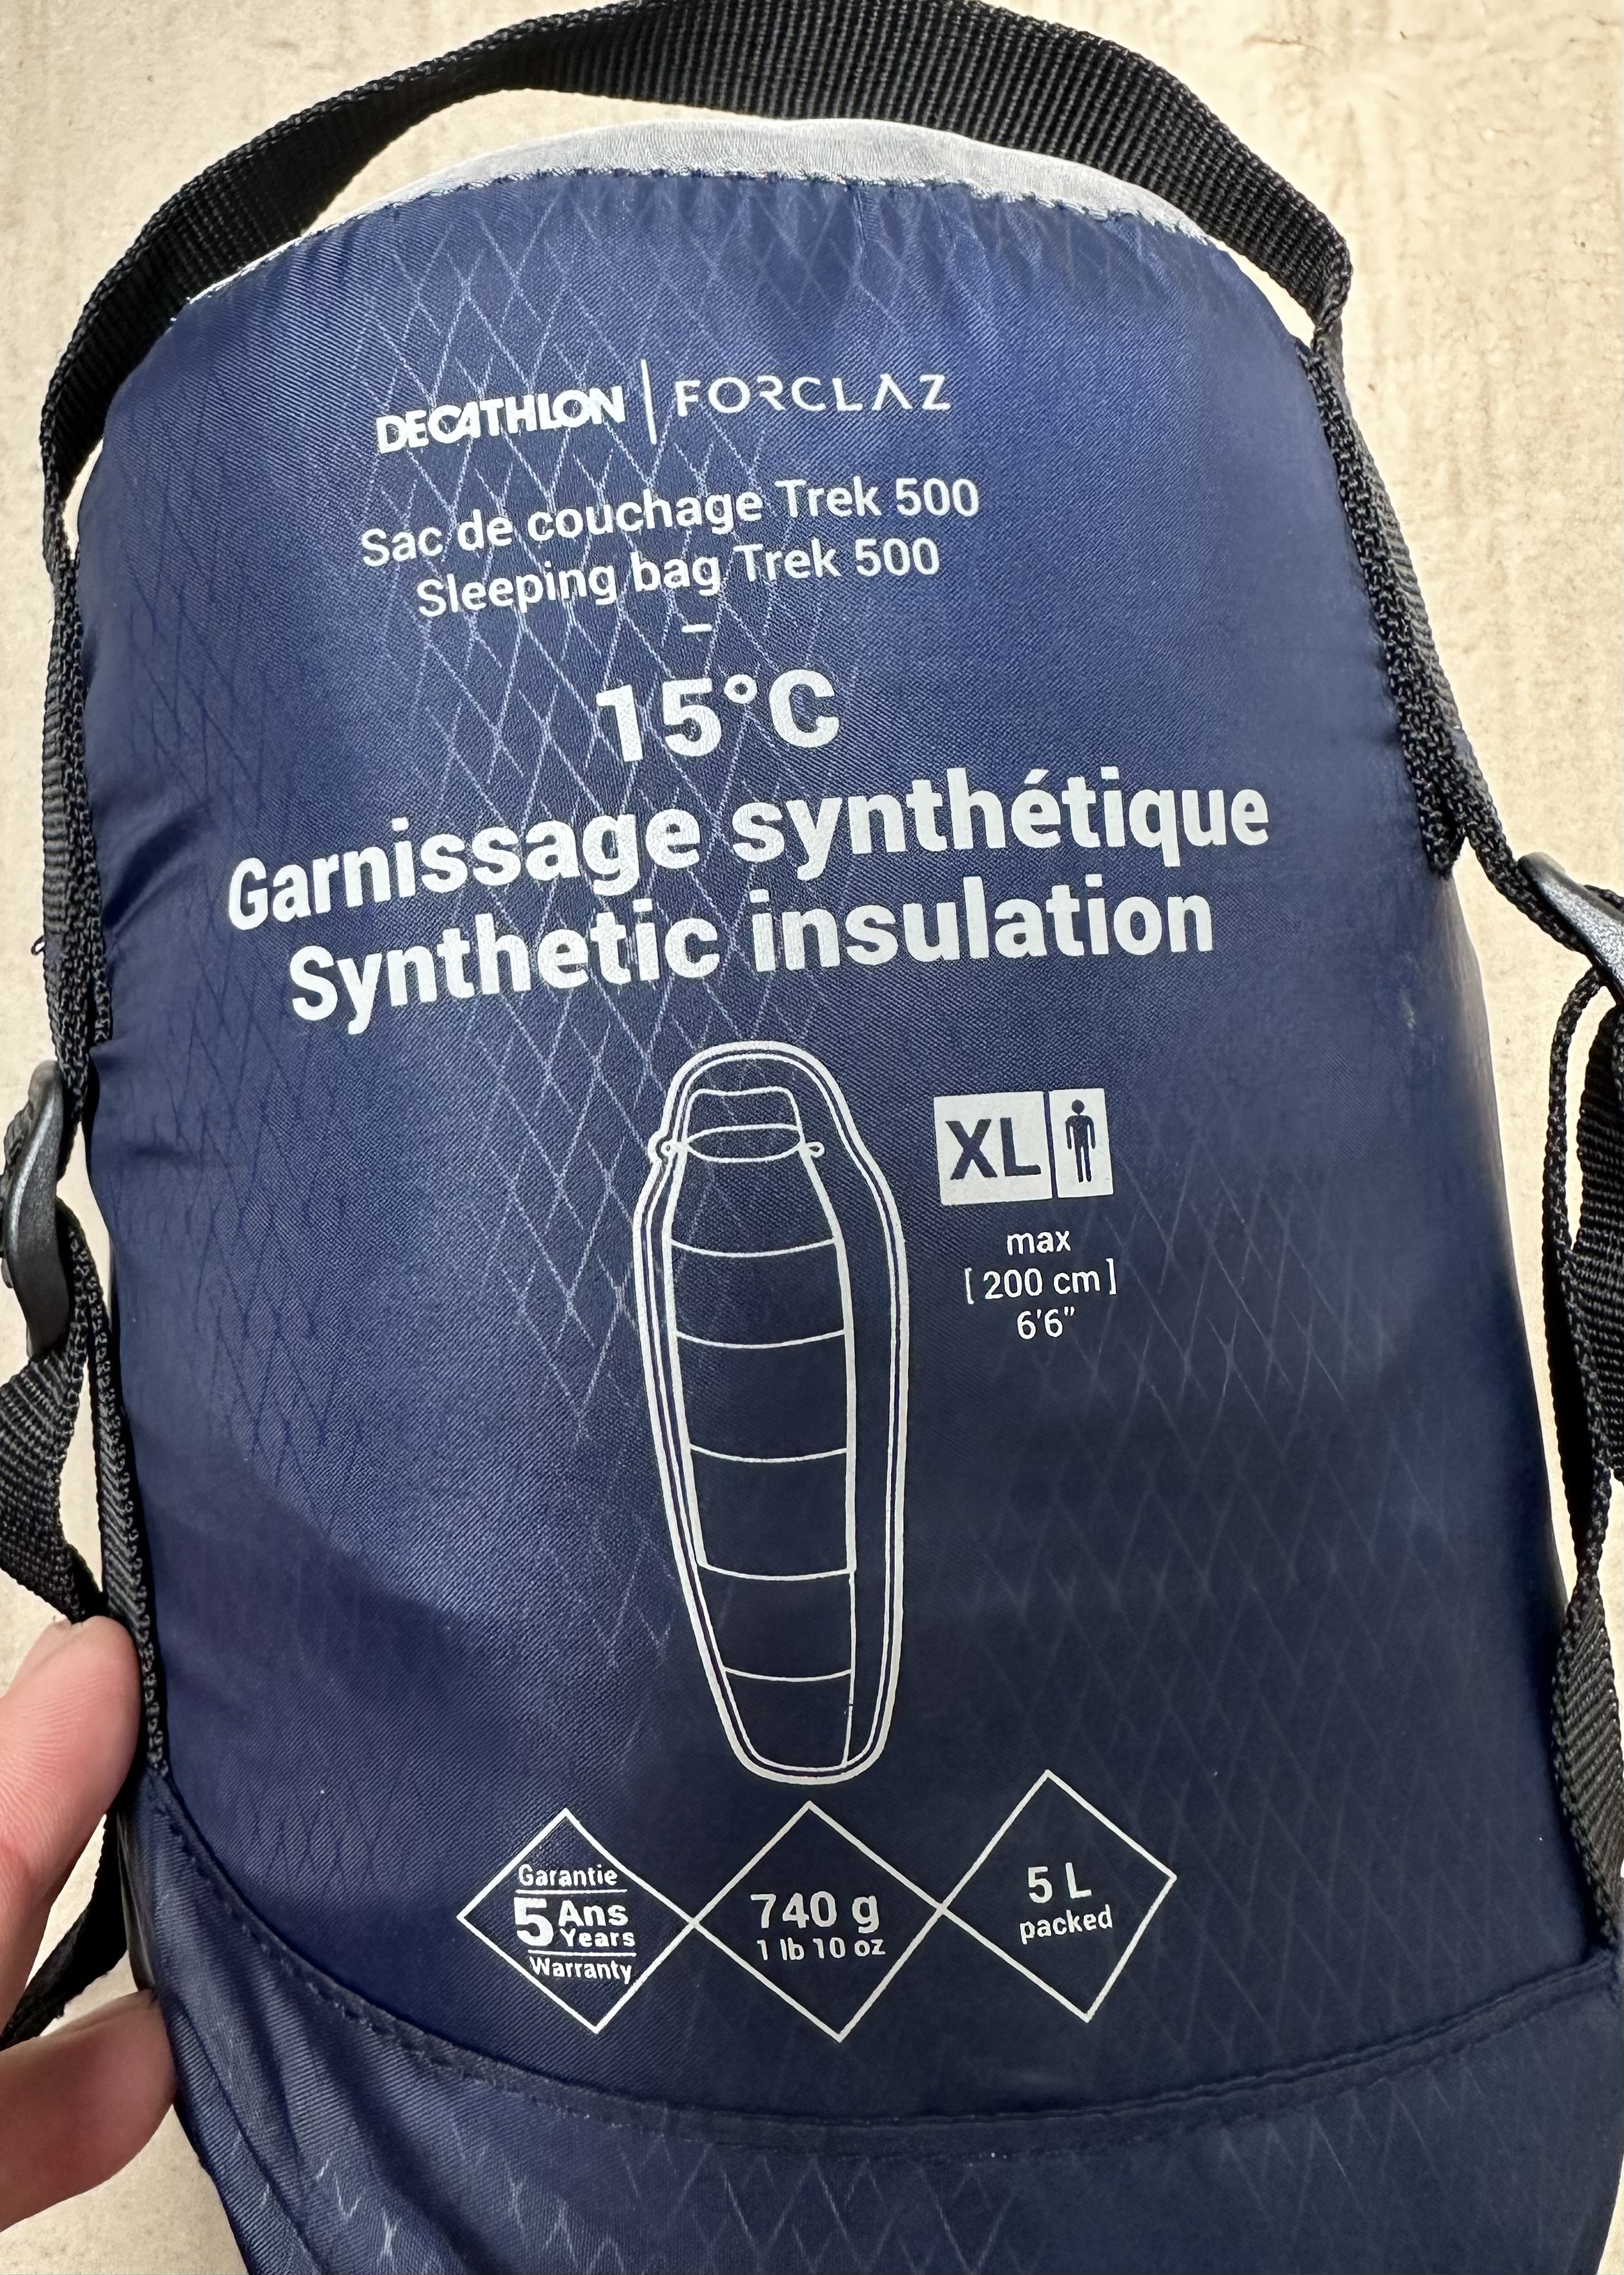 DECATHLON | FORCLAZ
Sac de couchage Trek 500
Sleeping bag Trek 500
–
15°C
Garnissage synthétique
Synthetic insulation
XL
max
[ 200 cm ]
6'6"
Garantie
5 Ans
Years
Warranty
740 g
1 lb 10 oz
5 L
packed